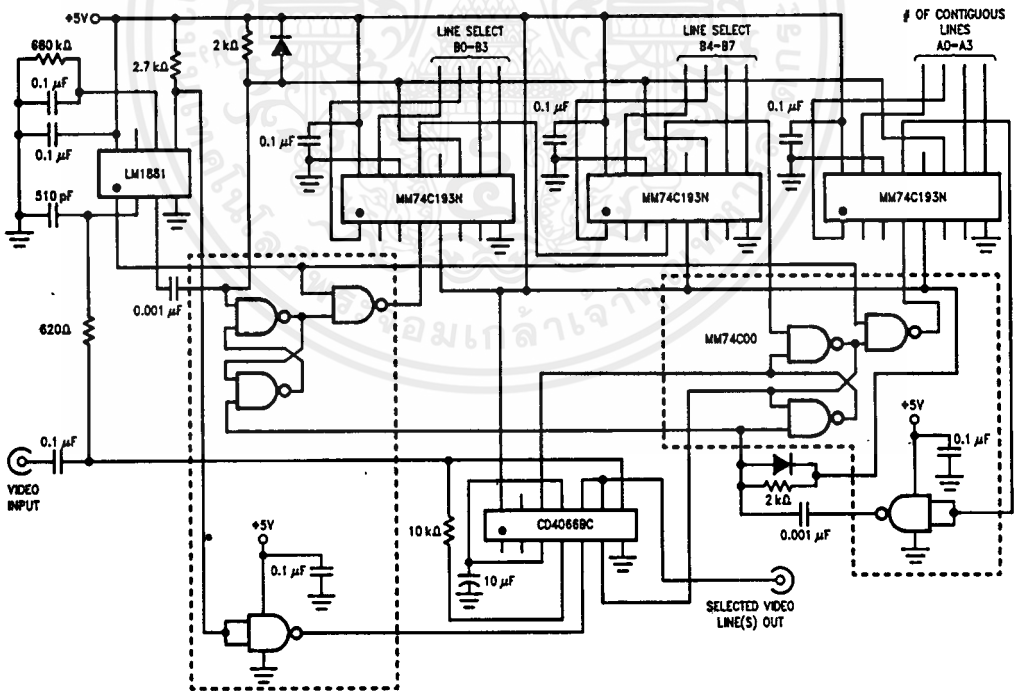 +5V
680 kΩ
0.1 μF
0.1 μF
510 pF
2.7 kΩ
2 kΩ
LINE SELECT
B0-B3
LINE SELECT
B4-B7
# OF CONTIGUOUS
LINES
A0-A3
0.1 μF
0.1 μF
0.1 μF
LM1881
MM74C193N
MM74C193N
MM74C193N
0.001 μF
620Ω
MM74C00
0.1 μF
VIDEO
INPUT
+5V
0.1 μF
10 kΩ
CD4066BC
10 μF
2 kΩ
0.001 μF
+5V
0.1 μF
SELECTED VIDEO
LINE(S) OUT